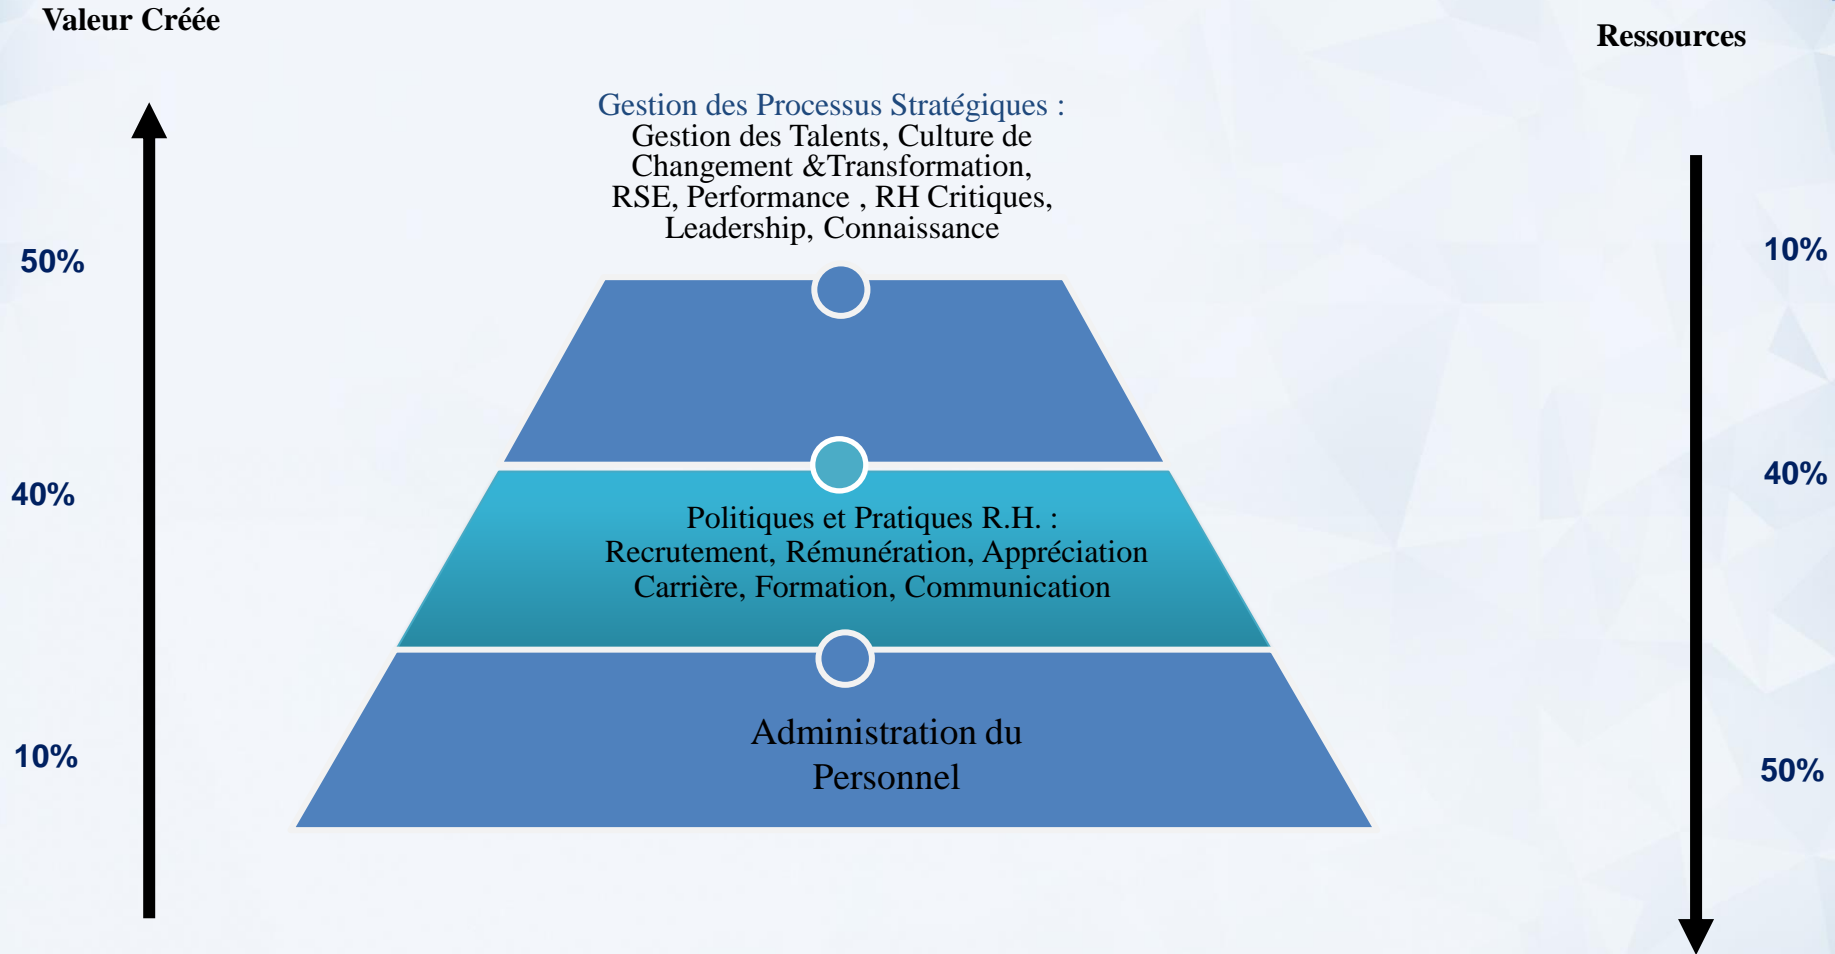 Valeur Créée
Ressources
Gestion des Processus Stratégiques :
Gestion des Talents, Culture de
Changement &Transformation,
RSE, Performance , RH Critiques,
Leadership, Connaissance
50%
10%
40%
40%
Politiques et Pratiques R.H. :
Recrutement, Rémunération, Appréciation
Carrière, Formation, Communication
Administration du
Personnel
10%
50%